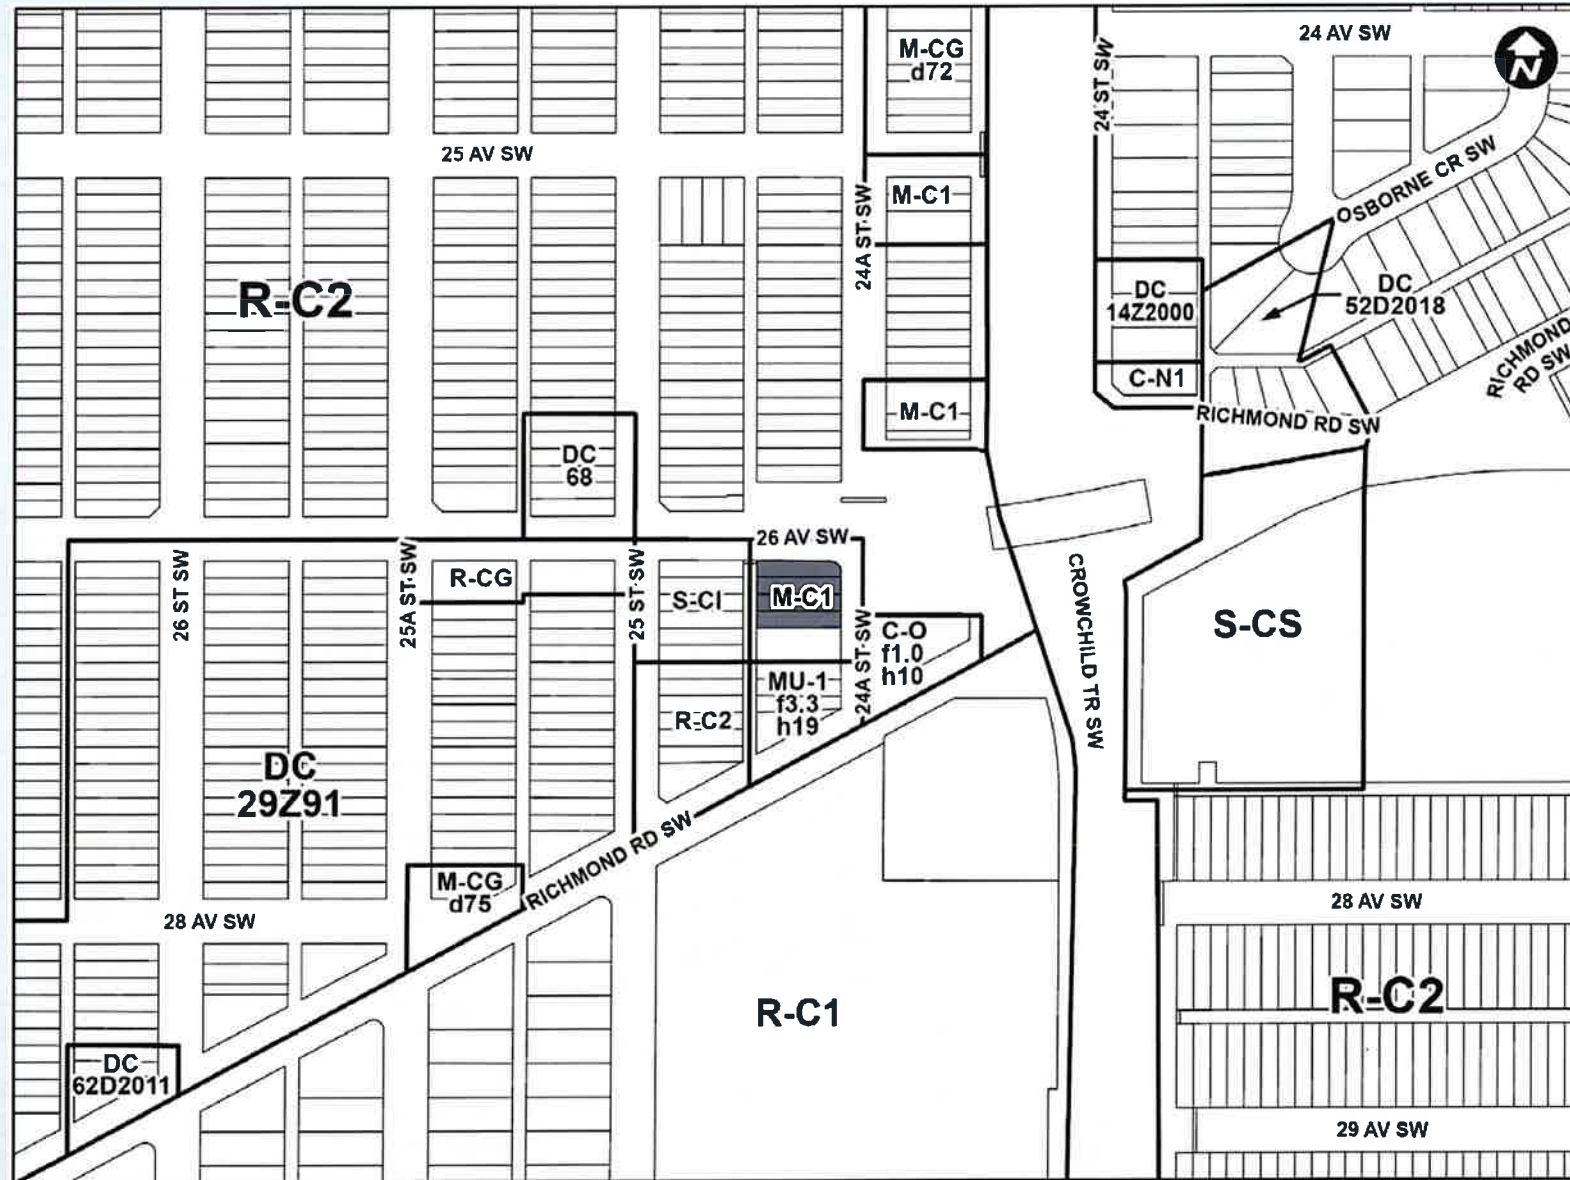 24 AV SW
N
M-CG
d72
24 ST SW
25 AV SW
OSBORNE CR SW
M-C1
24A ST SW
R-C2
DC
14Z2000
DC
52D2018
RICHMOND
RD SW
C-N1
M-C1
RICHMOND RD SW
DC
68
26 AV SW
26 ST SW
25A ST SW
R-CG
25 ST SW
S-CI
M-C1
CROWCHILD TR SW
S-CS
C-O
f1.0
h10
24A ST SW
MU-1
f3.3
h19
R-C2
DC
29Z91
RICHMOND RD SW
M-CG
d75
28 AV SW
28 AV SW
R-C1
R-C2
DC
62D2011
29 AV SW